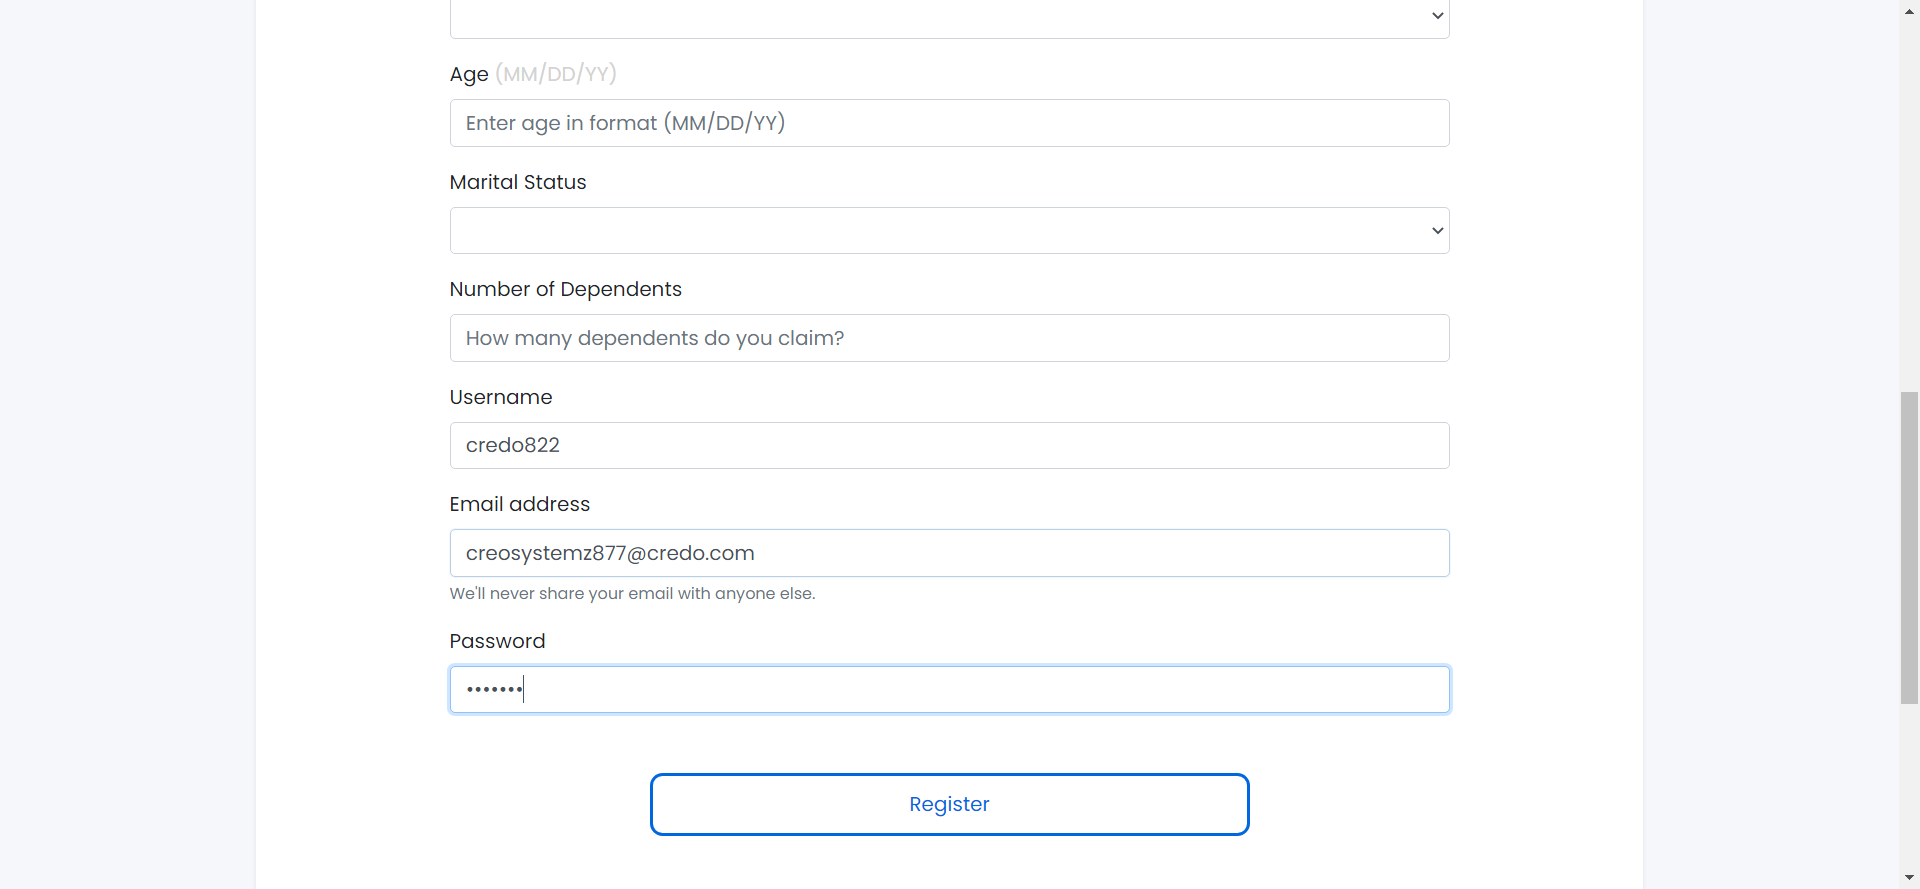 Age (MM/DD/YY)
Enter age in format (MM/DD/YY)
Marital Status
Number of Dependents
How many dependents do you claim?
Username
credo822
Email address
creosystemz877@credo.com
We'll never share your email with anyone else.
Password
•••••••
Register